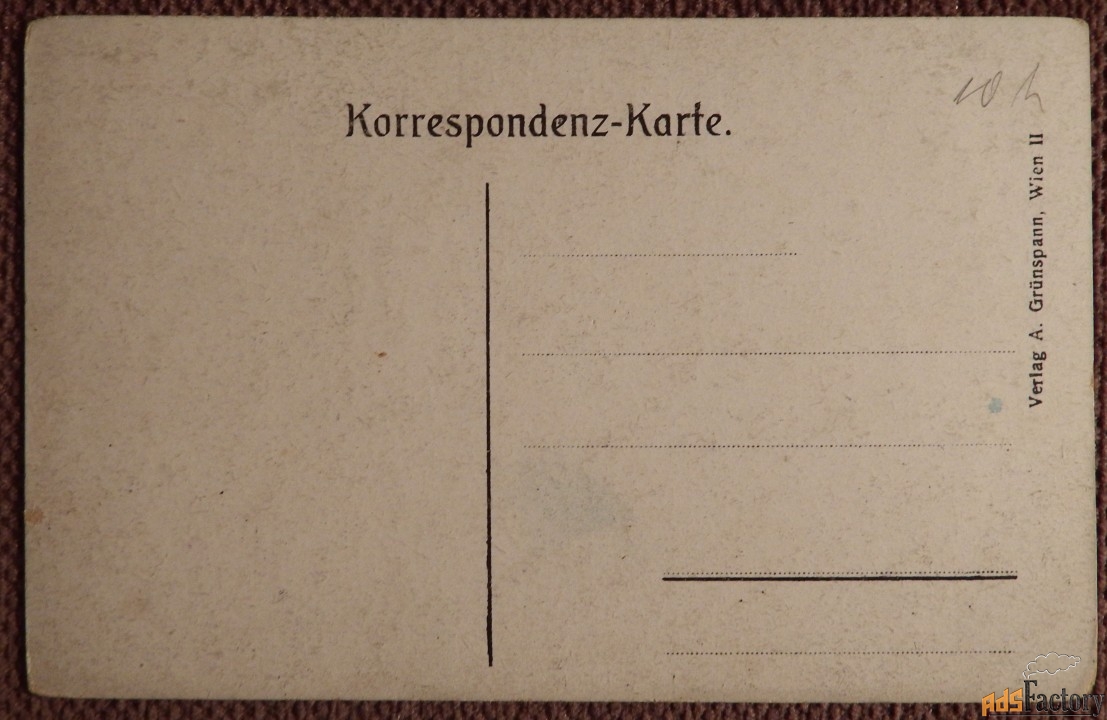 Korrespondenz-Karte.
10 h
Verlag A. Grünspann, Wien II
AdsFactory